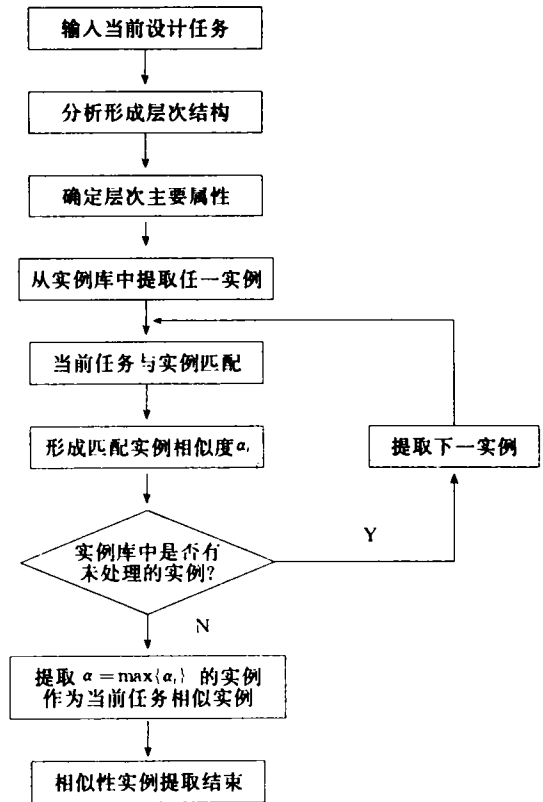 输入当前设计任务
分析形成层次结构
确定层次主要属性
从实例库中提取任一实例
当前任务与实例匹配
形成匹配实例相似度αᵢ
提取下一实例
实例库中是否有
未处理的实例?
Y
N
提取 α=max{αᵢ} 的实例
作为当前任务相似实例
相似性实例提取结束